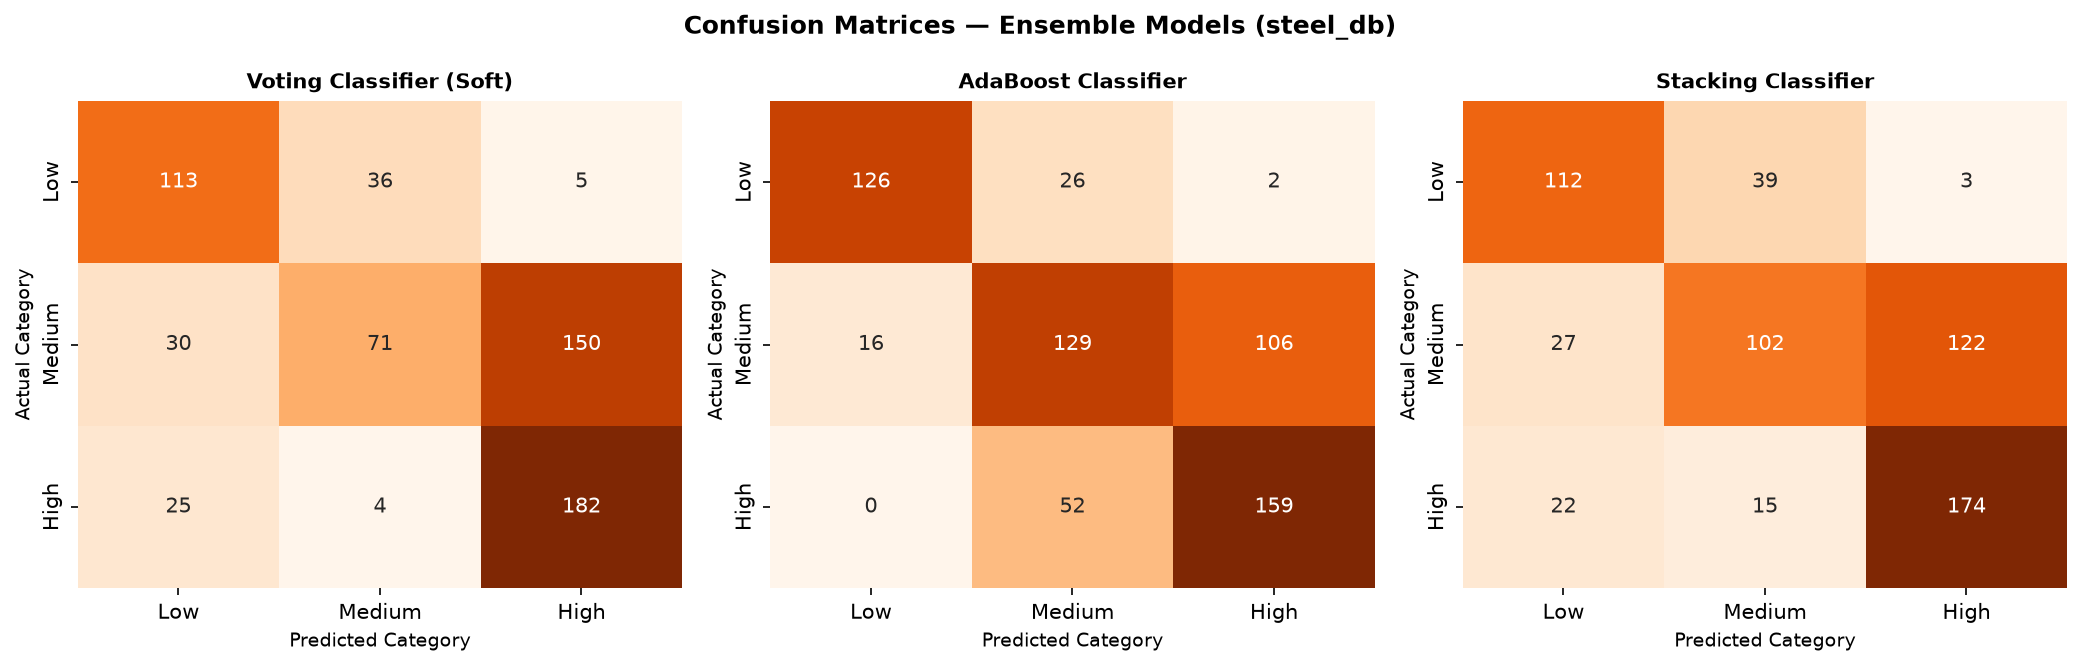 Confusion Matrices — Ensemble Models (steel_db)
Voting Classifier (Soft)
Actual Category
Low
113 36 5
Medium
30 71 150
High
25 4 182
Low Medium High
Predicted Category
AdaBoost Classifier
Actual Category
Low
126 26 2
Medium
16 129 106
High
0 52 159
Low Medium High
Predicted Category
Stacking Classifier
Actual Category
Low
112 39 3
Medium
27 102 122
High
22 15 174
Low Medium High
Predicted Category